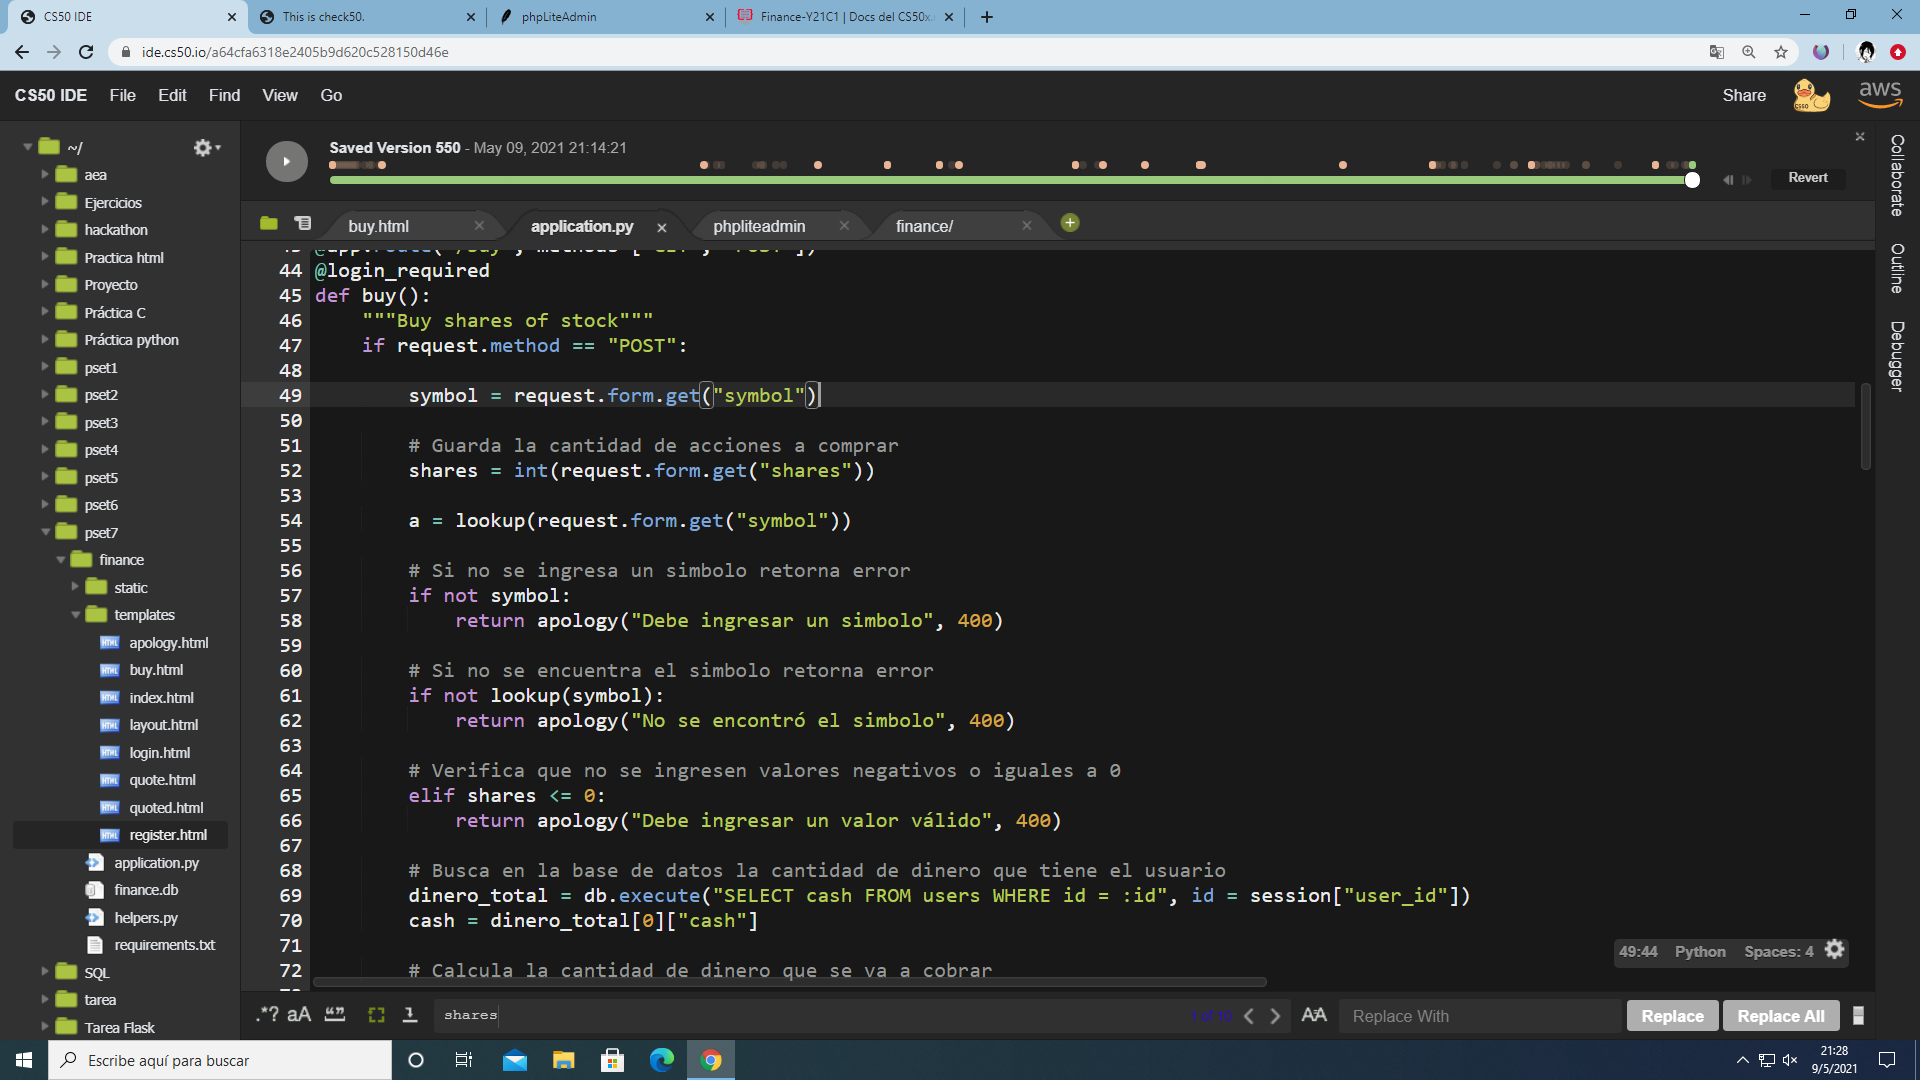 CS50 IDE
This is check50.
phpLiteAdmin
Finance-Y21C1 | Docs del CS50x.
ide.cs50.io/a64cfa6318e2405b9d620c528150d46e
CS50 IDE File Edit Find View Go
Share
aws
~/
aea
Ejercicios
hackathon
Practica html
Proyecto
Práctica C
Práctica python
pset1
pset2
pset3
pset4
pset5
pset6
pset7
finance
static
templates
apology.html
buy.html
index.html
layout.html
login.html
quote.html
quoted.html
register.html
application.py
finance.db
helpers.py
requirements.txt
SQL
tarea
Tarea Flask
Saved Version 550 - May 09, 2021 21:14:21
Revert
Collaborate
Outline
Debugger
buy.html
application.py
phpliteadmin
finance/
44 @login_required
45 def buy():
46     """Buy shares of stock"""
47     if request.method == "POST":
48
49         symbol = request.form.get("symbol")
50
51         # Guarda la cantidad de acciones a comprar
52         shares = int(request.form.get("shares"))
53
54         a = lookup(request.form.get("symbol"))
55
56         # Si no se ingresa un simbolo retorna error
57         if not symbol:
58             return apology("Debe ingresar un simbolo", 400)
59
60         # Si no se encuentra el simbolo retorna error
61         if not lookup(symbol):
62             return apology("No se encontró el simbolo", 400)
63
64         # Verifica que no se ingresen valores negativos o iguales a 0
65         elif shares <= 0:
66             return apology("Debe ingresar un valor válido", 400)
67
68         # Busca en la base de datos la cantidad de dinero que tiene el usuario
69         dinero_total = db.execute("SELECT cash FROM users WHERE id = :id", id = session["user_id"])
70         cash = dinero_total[0]["cash"]
71
72         # Calcula la cantidad de dinero que se va a cobrar
49:44 Python Spaces: 4
.*? aA
shares
Replace With
Replace
Replace All
Escribe aquí para buscar
21:28
9/5/2021